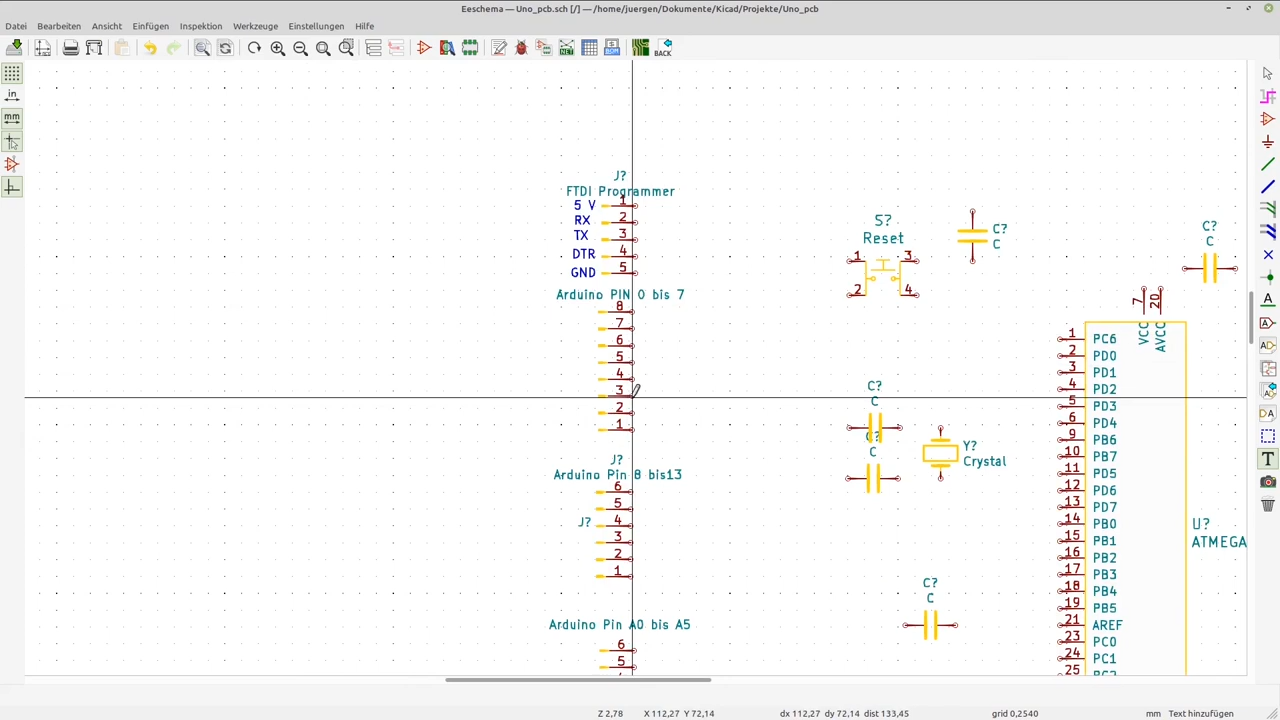 Eeschema — Uno_pcb.sch [/] — /home/juergen/Dokumente/Kicad/Projekte/Uno_pcb
Datei Bearbeiten Ansicht Einfügen Inspektion Werkzeuge Einstellungen Hilfe
BACK
in
mm
J?
FTDI Programmer
5 V 1
RX 2
TX 3
DTR 4
GND 5
Arduino PIN 0 bis 7
8
7
6
5
4
3
2
1
J?
Arduino Pin 8 bis13
6
5
J? 4
3
2
1
Arduino Pin A0 bis A5
6
5
S?
Reset
1 3
2 4
C?
C
C?
C
C?
C
C?
C
Y?
Crystal
C?
C
7 20
VCC AVCC
1 PC6
2 PD0
3 PD1
4 PD2
5 PD3
6 PD4
9 PB6
10 PB7
11 PD5
12 PD6
13 PD7
14 PB0
15 PB1
16 PB2
17 PB3
18 PB4
19 PB5
21 AREF
23 PC0
24 PC1
25
U?
ATMEGA
Z 2,78 X 112,27 Y 72,14 dx 112,27 dy 72,14 dist 133,45 grid 0,2540 mm Text hinzufügen